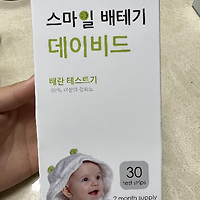 스마일 배테기
데이비드
배란 테스트기
30
test strips
2 month supply